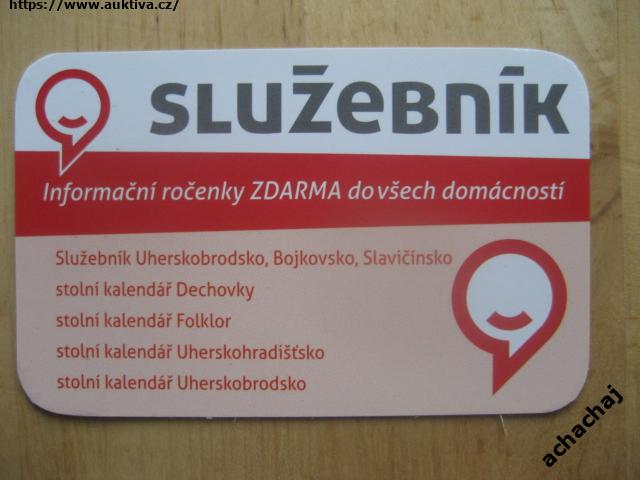 https://www.auktiva.cz/
SLUŽEBNÍK
Informační ročenky ZDARMA do všech domácností
Služebník Uherskobrodsko, Bojkovsko, Slavičínsko
stolní kalendář Dechovky
stolní kalendář Folklor
stolní kalendář Uherskohradišťsko
stolní kalendář Uherskobrodsko
achachaj